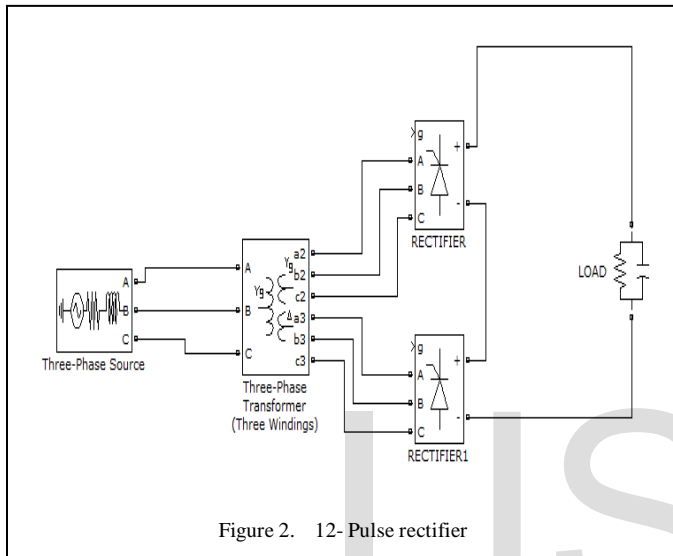 g
A
+
B
-
C
RECTIFIER
A
B
C
Three-Phase Source
A
B
C
Yg
Yg
Δ
a2
b2
c2
a3
b3
c3
Three-Phase
Transformer
(Three Windings)
g
A
+
B
-
C
RECTIFIER1
LOAD
Figure 2. 12- Pulse rectifier